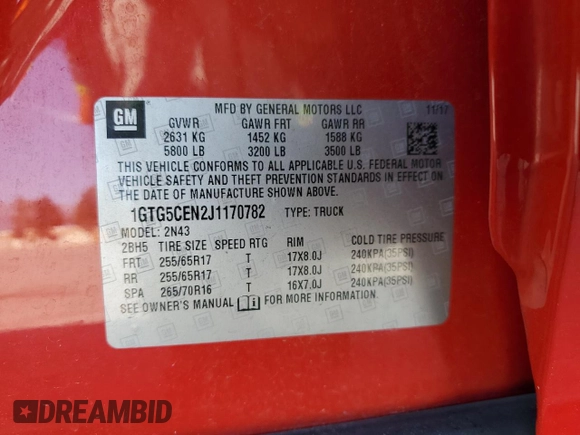 GM
MFD BY GENERAL MOTORS LLC 11/17
GVWR GAWR FRT GAWR RR
2631 KG 1452 KG 1588 KG
5800 LB 3200 LB 3500 LB
THIS VEHICLE CONFORMS TO ALL APPLICABLE U.S. FEDERAL MOTOR
VEHICLE SAFETY AND THEFT PREVENTION STANDARDS IN EFFECT ON
THE DATE OF MANUFACTURE SHOWN ABOVE.
1GTG5CEN2J1170782 TYPE: TRUCK
MODEL: 2N43
2BH5 TIRE SIZE SPEED RTG RIM COLD TIRE PRESSURE
FRT 255/65R17 T 17X8.0J 240KPA(35PSI)
RR 255/65R17 T 17X8.0J 240KPA(35PSI)
SPA 265/70R16 T 16X7.0J 240KPA(35PSI)
SEE OWNER'S MANUAL FOR MORE INFORMATION.
DREAMBID